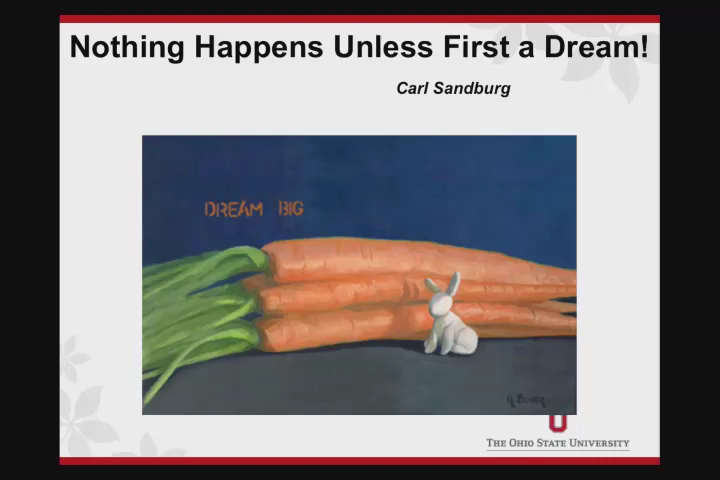 Nothing Happens Unless First a Dream!
Carl Sandburg
DREAM BIG
THE OHIO STATE UNIVERSITY